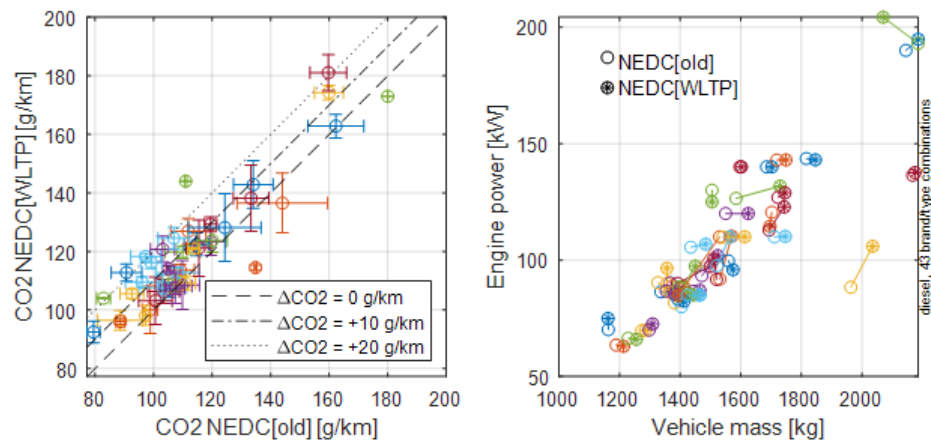 200
180
160
140
120
100
80
CO2 NEDC[WLTP] [g/km]
ΔCO2 = 0 g/km
ΔCO2 = +10 g/km
ΔCO2 = +20 g/km
80 100 120 140 160 180 200
CO2 NEDC[old] [g/km]
200
150
100
50
Engine power [kW]
NEDC[old]
NEDC[WLTP]
diesel. 43 brand/type combinations
1000 1200 1400 1600 1800 2000
Vehicle mass [kg]